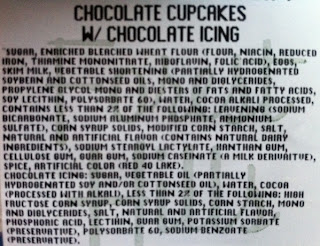 CHOCOLATE CUPCAKES
W/ CHOCOLATE ICING
SUGAR, ENRICHED BLEACHED WHEAT FLOUR (FLOUR, NIACIN, REDUCED
IRON, THIAMINE MONONITRATE, RIBOFLAVIN, FOLIC ACID), EGGS,
SKIM MILK, VEGETABLE SHORTENING (PARTIALLY HYDROGENATED
SOYBEAN AND COTTONSEED OILS, MONO AND DIGLYCERIDES,
PROPYLENE GLYCOL MONO AND DIESTERS OF FATS AND FATTY ACIDS,
SOY LECITHIN, POLYSORBATE 60), WATER, COCOA ALKALI PROCESSED,
CONTAINS LESS THAN 2% OF THE FOLLOWING: LEAVENING (SODIUM
BICARBONATE, SODIUM ALUMINUM PHOSPHATE, AMMONIUM
SULFATE), CORN SYRUP SOLIDS, MODIFIED CORN STARCH, SALT,
NATURAL AND ARTIFICIAL FLAVOR (CONTAINS NATURAL DAIRY
INGREDIENTS), SODIUM STEAROYL LACTYLATE, XANTHAN GUM,
CELLULOSE GUM, GUAR GUM, SODIUM CASEINATE (A MILK DERIVAITVE),
SPICE, ARTIFICIAL COLOR (RED 40 LAKE).
CHOCOLATE ICING: SUGAR, VEGETABLE OIL (PARTIALLY
HYDROGENATED SOY AND/OR COTTONSEED OIL), WATER, COCOA
(PROCESSED WITH ALKALI), LESS THAN 2% OF THE FOLLOWING: HIGH
FRUCTOSE CORN SYRUP, CORN SYRUP SOLIDS, CORN STARCH, MONO
AND DIGLYCERIDES, SALT, NATURAL AND ARTIFICIAL FLAVOR,
PHOSPHORIC ACID, LECITHIN, GUAR GUM, POTASSIUM SORBATE
(PRESERVATIVE), POLYSORBATE 60, SODIUM BENZOATE
(PRESERVATIVE).